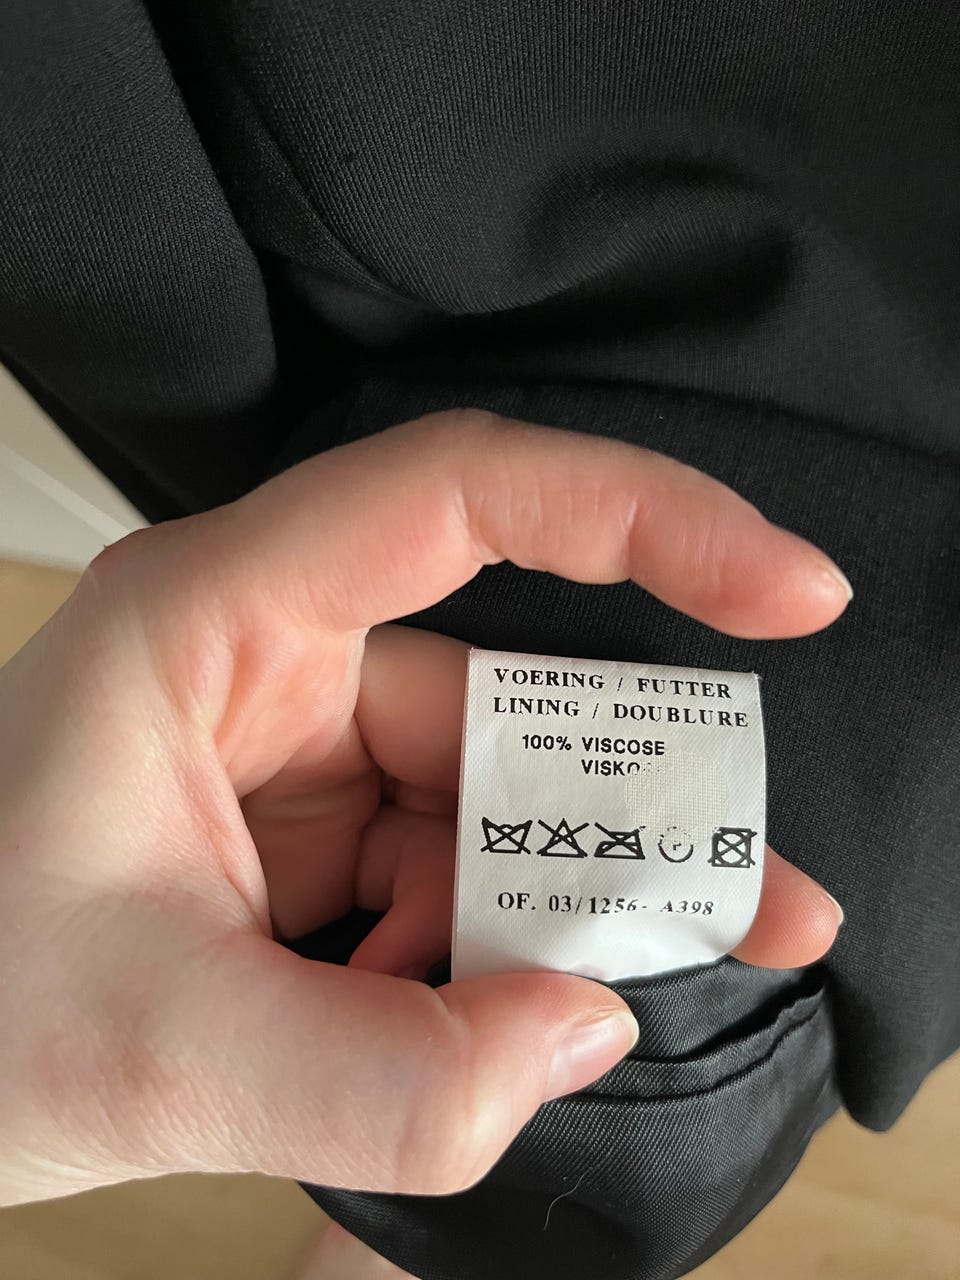 VOERING / FUTTER
LINING / DOUBLURE
100% VISCOSE
P
OF. 03/1256- A398